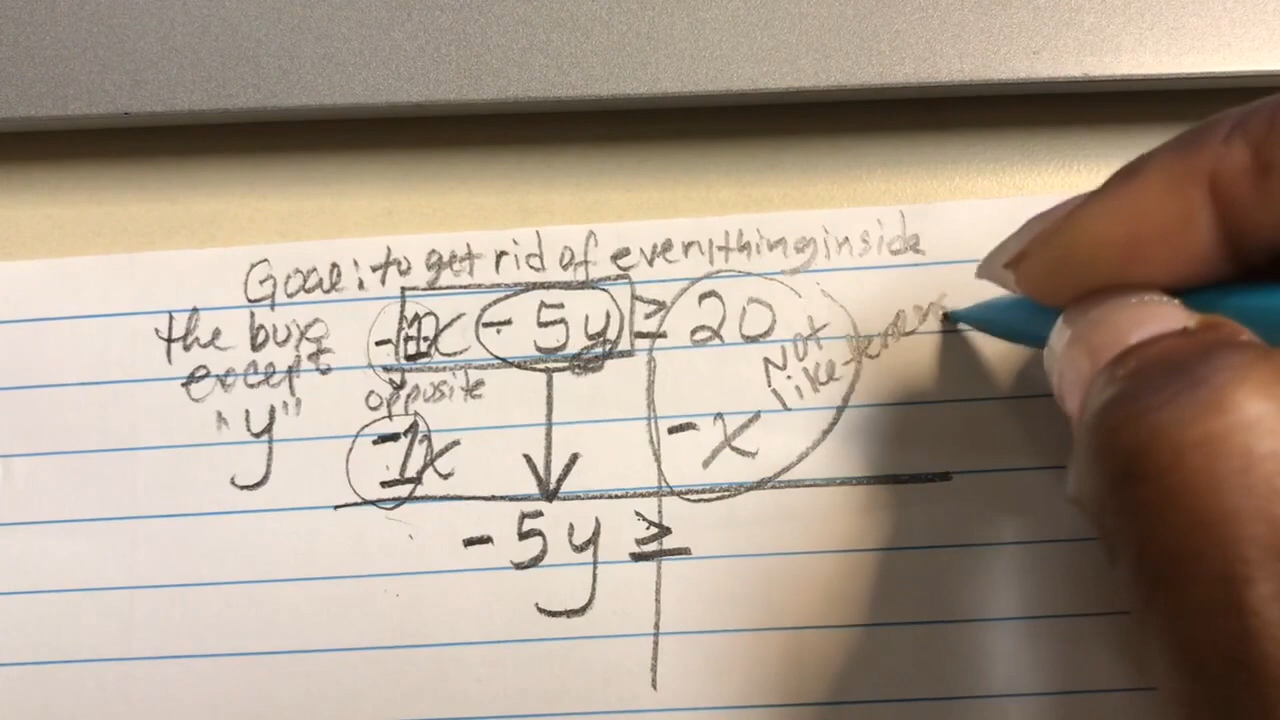 Goal: to get rid of everything inside
the box
except
"y"
+1x - 5y ≥ 20
opposite
-1x - x
Not
like terms
-5y ≥